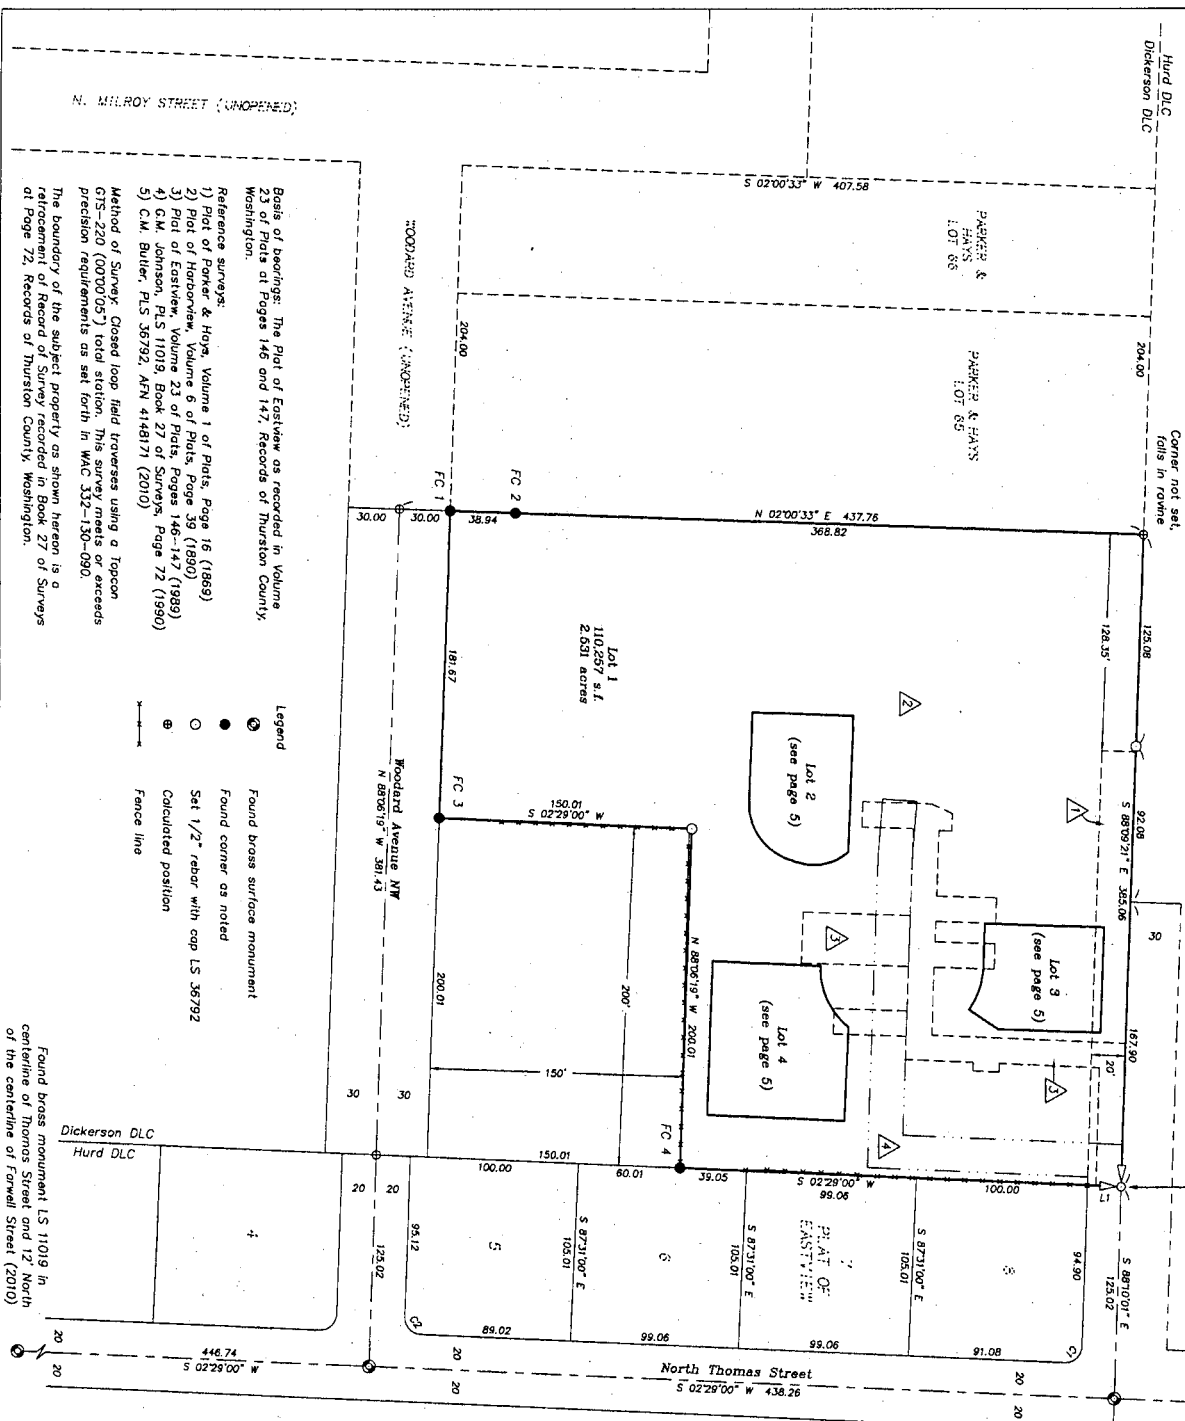 Hurd DLC
Dickerson DLC
Corner not set,
falls in ravine
N. MILROY STREET (UNOPENED)
S 02°00'33" W 407.58
PARKER &
HAYS
LOT 86
204.00
PARKER & HAYS
LOT 85
WOODARD AVENUE (UNOPENED)
204.00
FC 1
FC 2
30.00
30.00
38.94
N 02°00'33" E 437.76
368.82
125.08
128.35'
Lot 1
110,257 s.f.
2.531 acres
181.67
2
Lot 2
(see page 5)
1
92.08
S 88°09'21" E 385.06
30
FC 3
150.01
S 02°29'00" W
Woodard Avenue NW
N 88°06'19" W 381.43
3
Lot 3
(see page 5)
167.90
20'
N 88°06'19" W 200.01
200'
200.01
Lot 4
(see page 5)
3
150'
4
FC 4
30
30
Dickerson DLC
Hurd DLC
150.01
100.00
60.01
39.05
S 02°29'00" W
99.06
100.00
L1
20
20
4
95.12
5
S 87°31'00" E
105.01
6
S 87°31'00" E
105.01
7
PLAT OF
EASTVIEW
S 87°31'00" E
105.01
8
94.90
S 88°10'01" E
125.02
125.02
C2
89.02
99.06
99.06
91.08
C1
20
20
446.74
S 02°29'00" W
20
20
North Thomas Street
S 02°29'00" W 438.26
20
20
Basis of bearings: The Plat of Eastview as recorded in Volume
23 of Plats at Pages 146 and 147, Records of Thurston County,
Washington.
Reference surveys:
1) Plat of Parker & Hays, Volume 1 of Plats, Page 16 (1869)
2) Plat of Harborview, Volume 6 of Plats, Page 39 (1890)
3) Plat of Eastview, Volume 23 of Plats, Pages 146-147 (1989)
4) G.M. Johnson, PLS 11019, Book 27 of Surveys, Page 72 (1990)
5) C.M. Butler, PLS 36792, AFN 4148171 (2010)
Method of Survey: Closed loop field traverses using a Topcon
GTS-220 (00°00'05") total station. This survey meets or exceeds
precision requirements as set forth in WAC 332-130-090.
The boundary of the subject property as shown hereon is a
retracement of Record of Survey recorded in Book 27 of Surveys
at Page 72, Records of Thurston County, Washington.
Legend
Found brass surface monument
Found corner as noted
Set 1/2" rebar with cap LS 36792
Calculated position
Fence line
Found brass monument LS 11019 in
centerline of Thomas Street and 12' North
of the centerline of Farwell Street (2010)